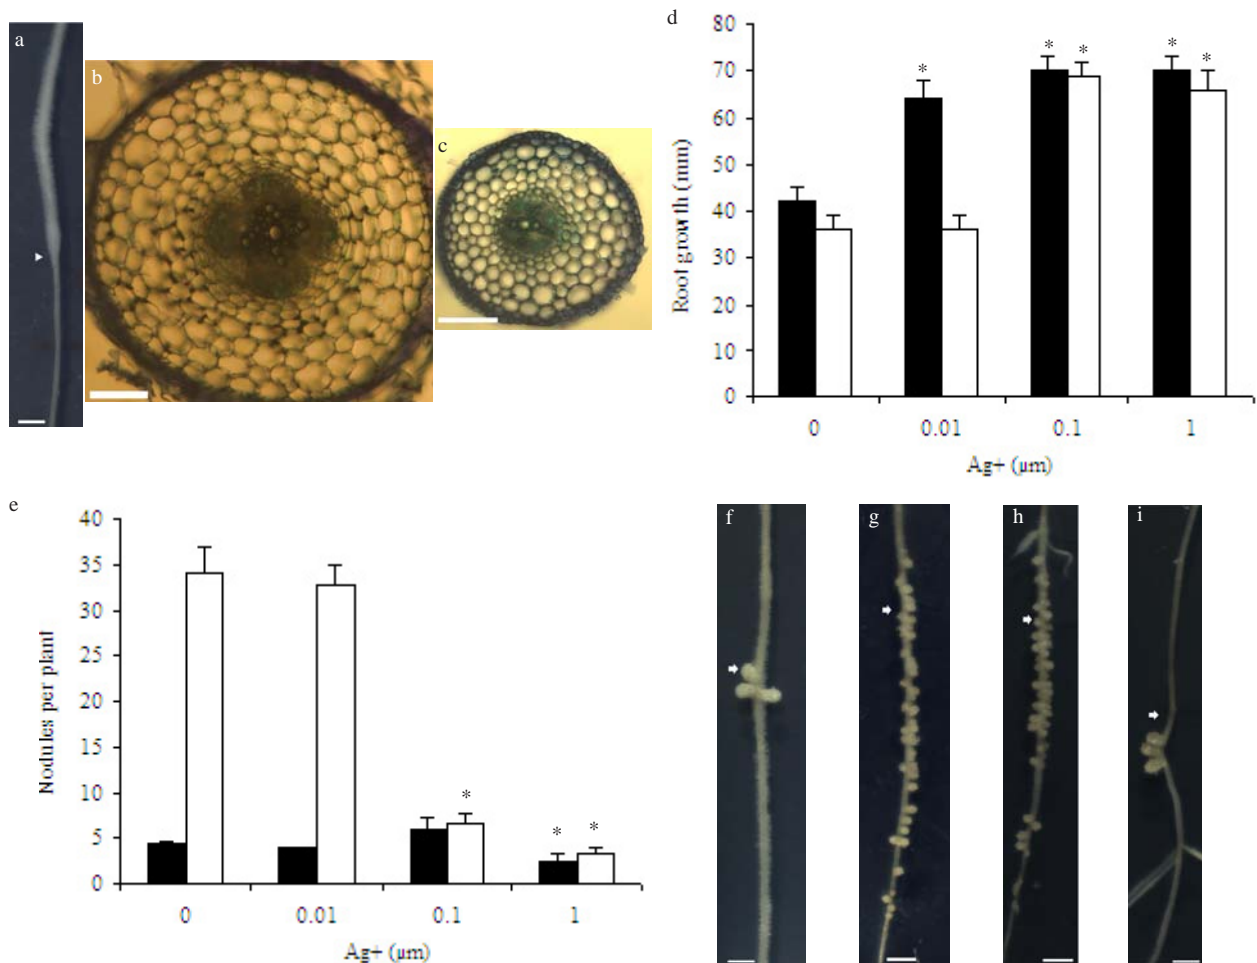 a
b
c
d
80
70
60
50
40
30
20
10
0
Root growth (mm)
* * * * *
0 0.01 0.1 1
Ag+ (µm)
e
40
35
30
25
20
15
10
5
0
Nodules per plant
* * *
0 0.01 0.1 1
Ag+ (µm)
f g h i